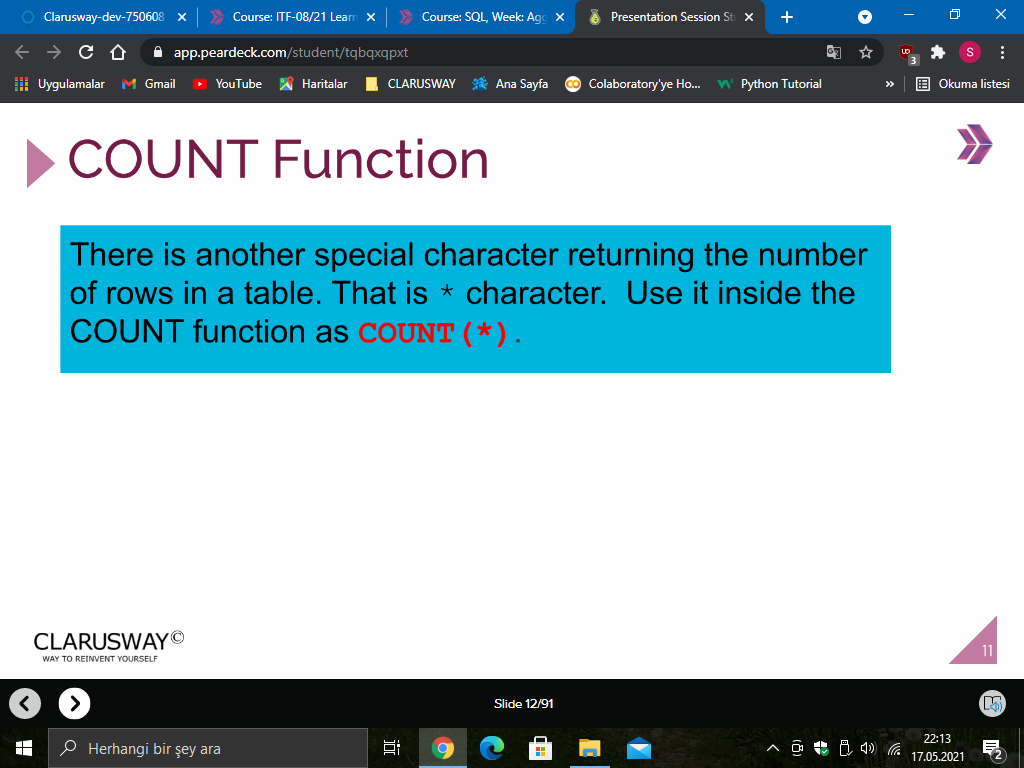 Clarusway-dev-750608
Course: ITF-08/21 Learn
Course: SQL, Week: Agg
Presentation Session St
app.peardeck.com/student/tqbqxqpxt
3
S
Uygulamalar
Gmail
YouTube
Haritalar
CLARUSWAY
Ana Sayfa
Colaboratory'ye Ho...
Python Tutorial
»
Okuma listesi
COUNT Function
There is another special character returning the number
of rows in a table. That is * character. Use it inside the
COUNT function as COUNT(*).
CLARUSWAY©
WAY TO REINVENT YOURSELF
11
Slide 12/91
Herhangi bir şey ara
22:13
17.05.2021
2